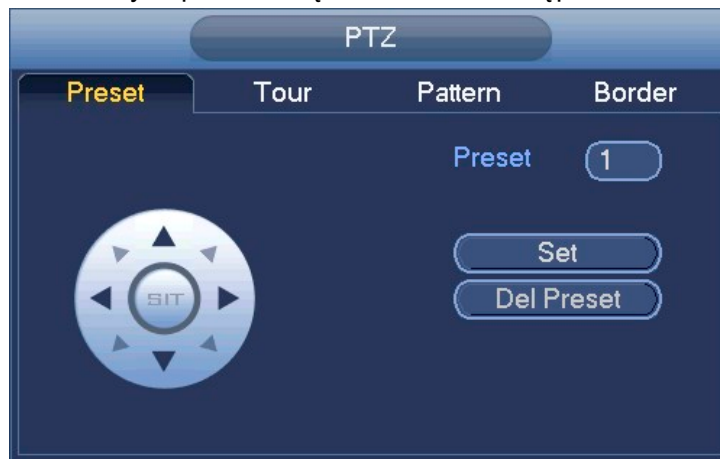 PTZ
Preset Tour Pattern Border
Preset 1
SIT
Set
Del Preset